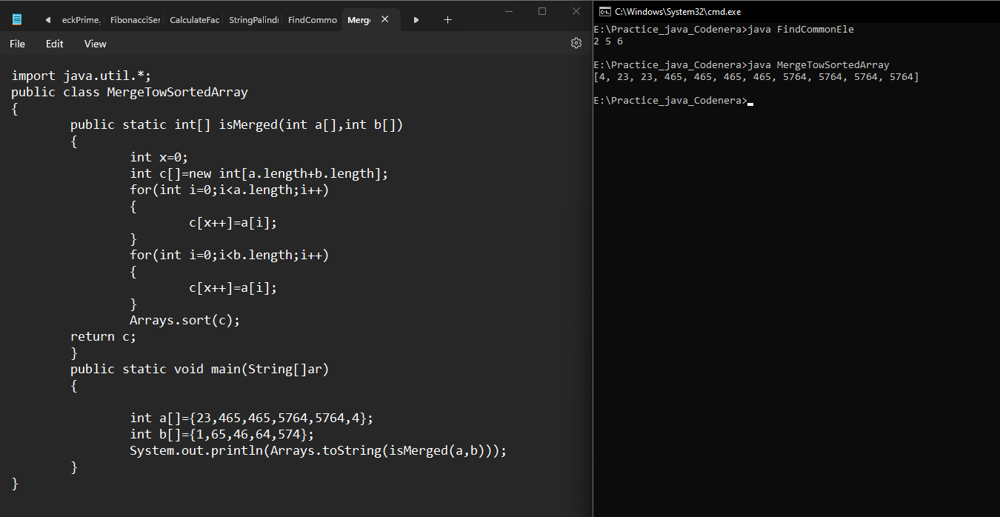 eckPrime. FibonacciSer CalculateFac StringPalindr FindCommo Merg
File Edit View
import java.util.*;
public class MergeTowSortedArray
{
public static int[] isMerged(int a[],int b[])
{
int x=0;
int c[]=new int[a.length+b.length];
for(int i=0;i<a.length;i++)
{
c[x++]=a[i];
}
for(int i=0;i<b.length;i++)
{
c[x++]=a[i];
}
Arrays.sort(c);
return c;
}
public static void main(String[]ar)
{
int a[]={23,465,465,5764,5764,4};
int b[]={1,65,46,64,574};
System.out.println(Arrays.toString(isMerged(a,b)));
}
}
C:\Windows\System32\cmd.exe
E:\Practice_java_Codenera>java FindCommonEle
2 5 6
E:\Practice_java_Codenera>java MergeTowSortedArray
[4, 23, 23, 465, 465, 465, 465, 5764, 5764, 5764, 5764]
E:\Practice_java_Codenera>